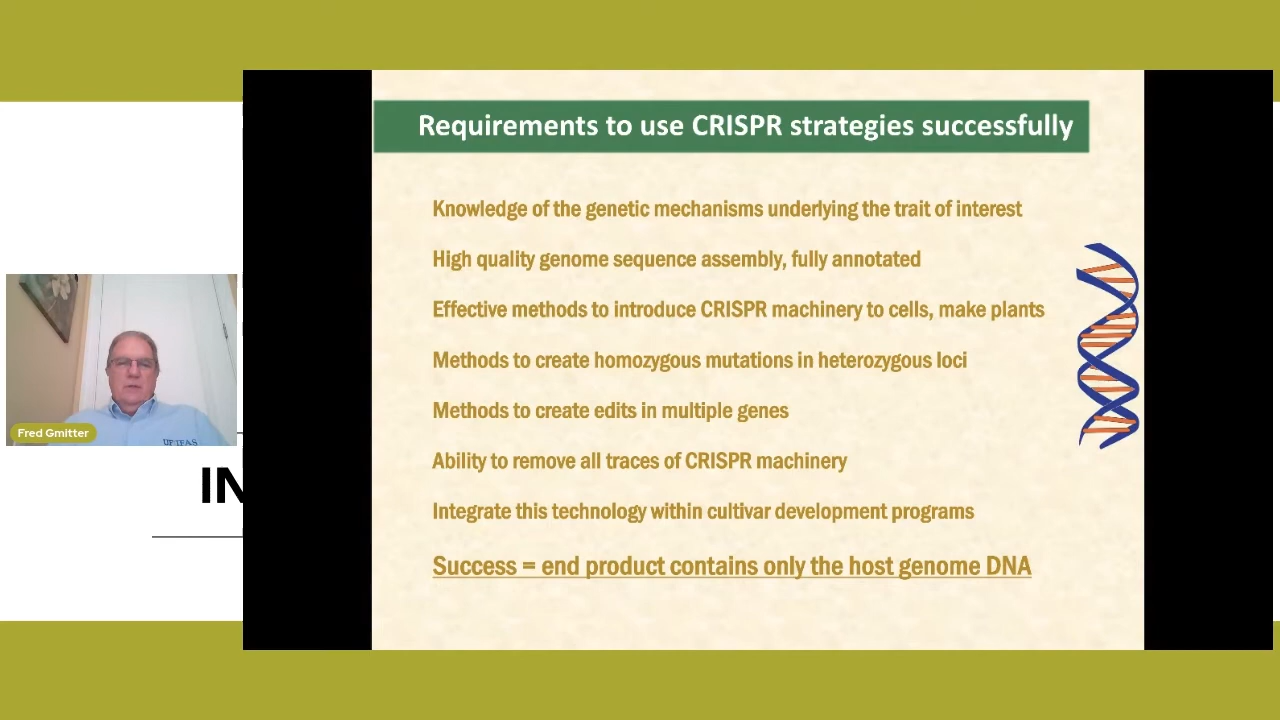 Requirements to use CRISPR strategies successfully
Knowledge of the genetic mechanisms underlying the trait of interest
High quality genome sequence assembly, fully annotated
Effective methods to introduce CRISPR machinery to cells, make plants
Methods to create homozygous mutations in heterozygous loci
Methods to create edits in multiple genes
Ability to remove all traces of CRISPR machinery
Integrate this technology within cultivar development programs
Success = end product contains only the host genome DNA
Fred Gmitter
UF IFAS
IN